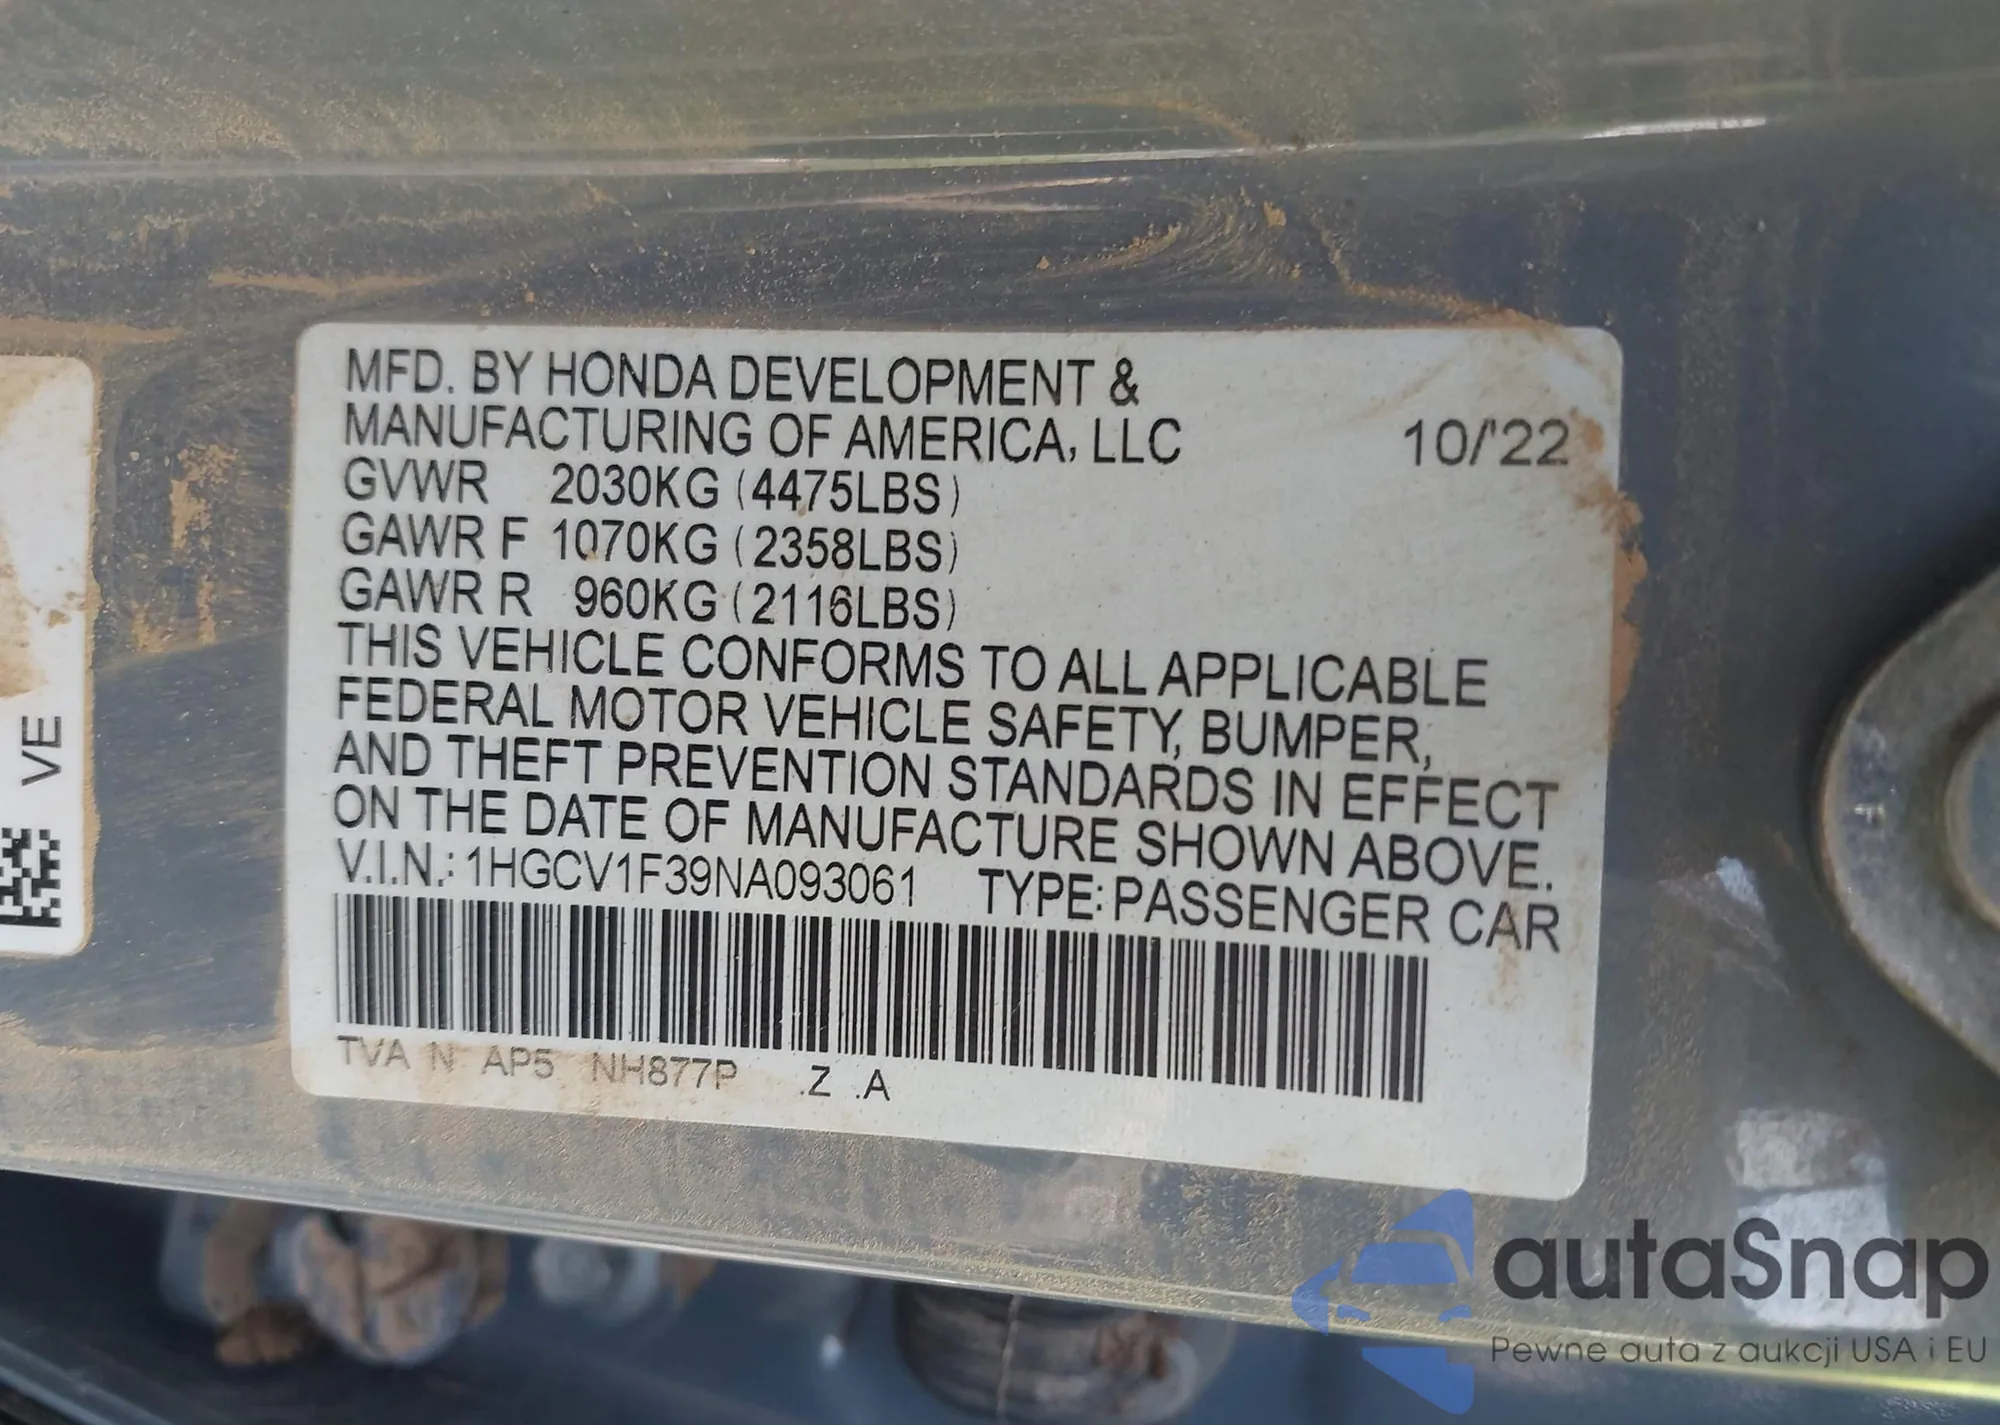 MFD. BY HONDA DEVELOPMENT &
MANUFACTURING OF AMERICA, LLC 10/'22
GVWR 2030KG (4475LBS)
GAWR F 1070KG (2358LBS)
GAWR R 960KG (2116LBS)
THIS VEHICLE CONFORMS TO ALL APPLICABLE
FEDERAL MOTOR VEHICLE SAFETY, BUMPER,
AND THEFT PREVENTION STANDARDS IN EFFECT
ON THE DATE OF MANUFACTURE SHOWN ABOVE.
V.I.N.: 1HGCV1F39NA093061 TYPE: PASSENGER CAR
TVA N AP5 NH877P .Z .A
VE
autaSnap
Pewne auta z aukcji USA i EU